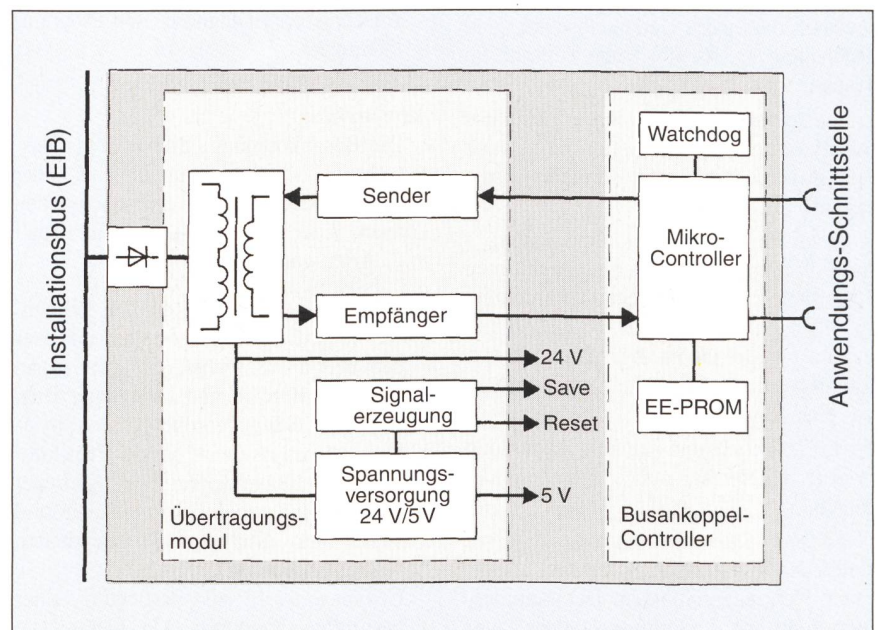 Installationsbus (EIB)
Watchdog
Sender
Mikro-
Controller
Empfänger
24 V
Signal-
erzeugung
Save
Reset
EE-PROM
Spannungs-
versorgung
24 V/5 V
5 V
Übertragungs-
modul
Busankoppel-
Controller
Anwendungs-Schnittstelle